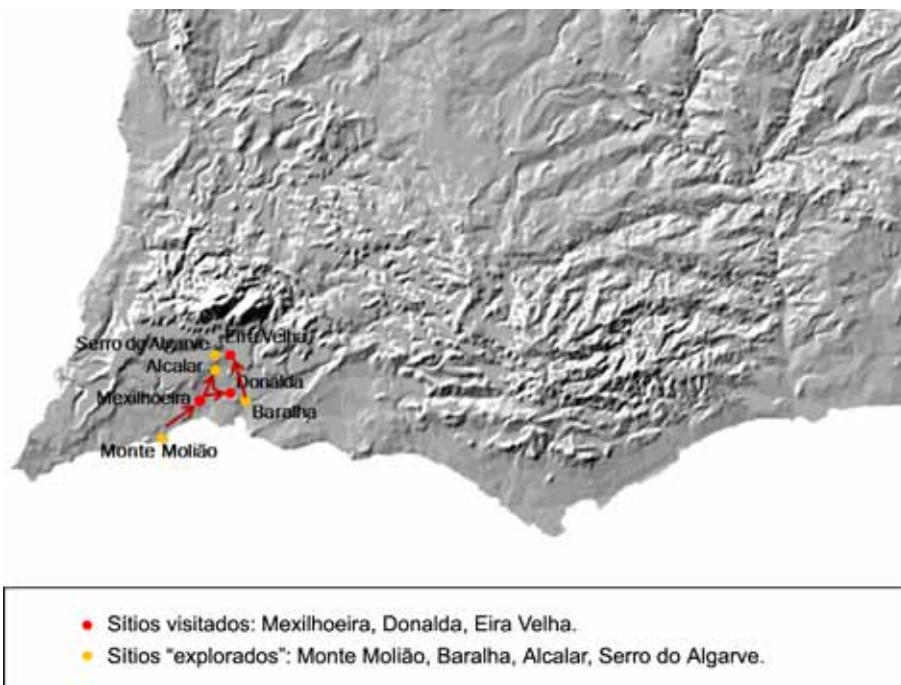 Serro do Algarve
Eira Velha
Alcalar
Donalda
Mexilhoeira
Baralha
Monte Molião
Sítios visitados: Mexilhoeira, Donalda, Eira Velha.
Sítios “explorados”: Monte Molião, Baralha, Alcalar, Serro do Algarve.